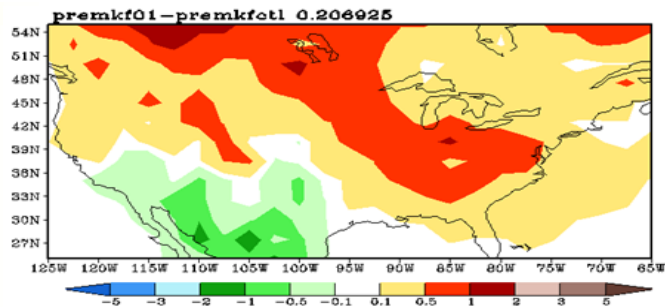 premkf01-premkfctl 0.206925
54N
51N
48N
45N
42N
39N
36N
33N
30N
27N
125W 120W 115W 110W 105W 100W 95W 90W 85W 80W 75W 70W 65W
-5 -3 -2 -1 -0.5 -0.1 0.1 0.5 1 2 3 5